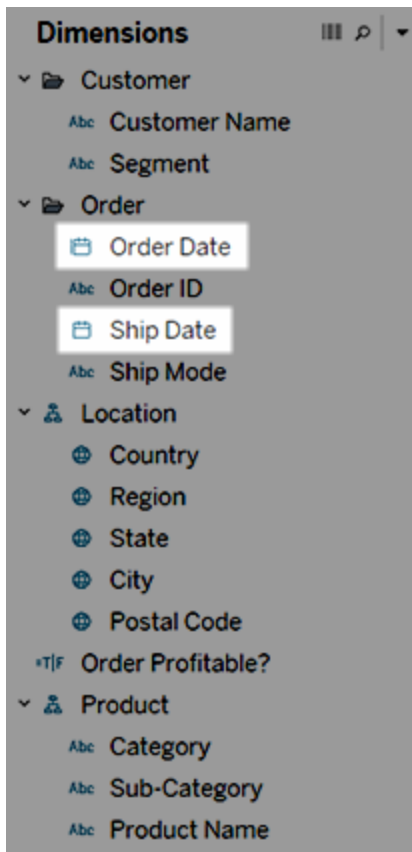 Dimensions
Customer
Abc Customer Name
Abc Segment
Order
Order Date
Abc Order ID
Ship Date
Abc Ship Mode
Location
Country
Region
State
City
Postal Code
=T|F Order Profitable?
Product
Abc Category
Abc Sub-Category
Abc Product Name